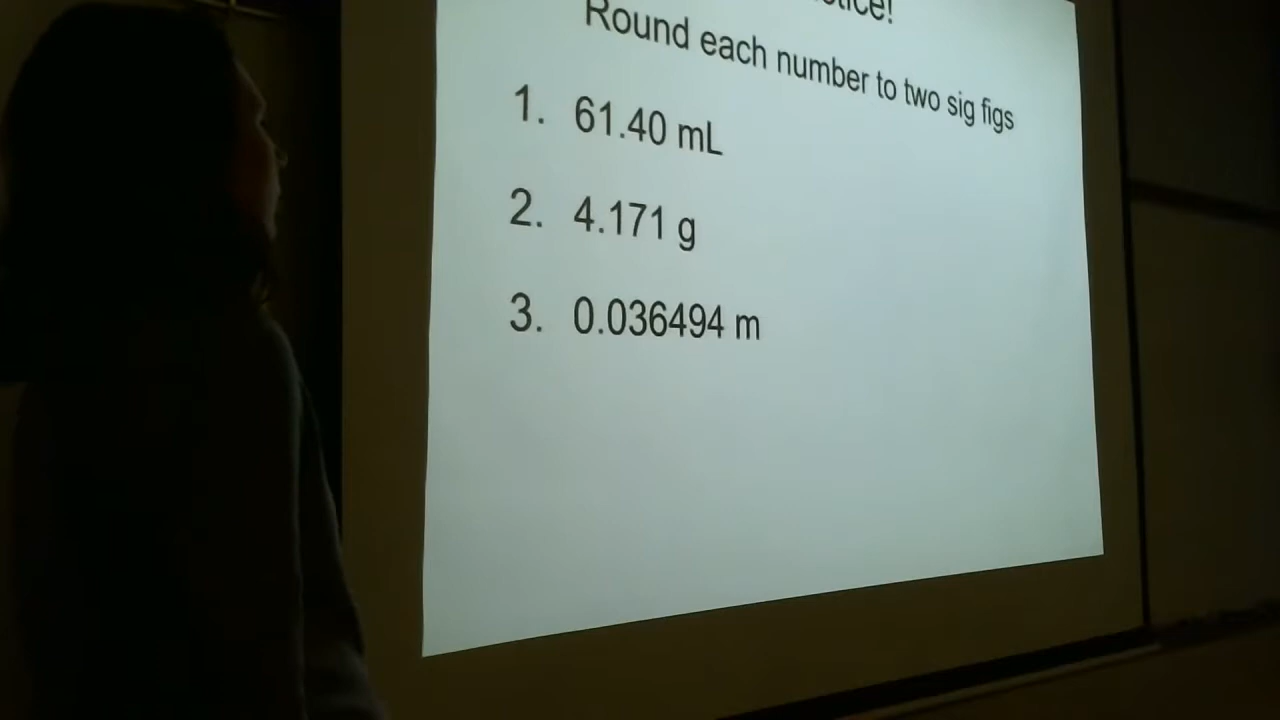 Round each number to two sig figs
1. 61.40 mL
2. 4.171 g
3. 0.036494 m